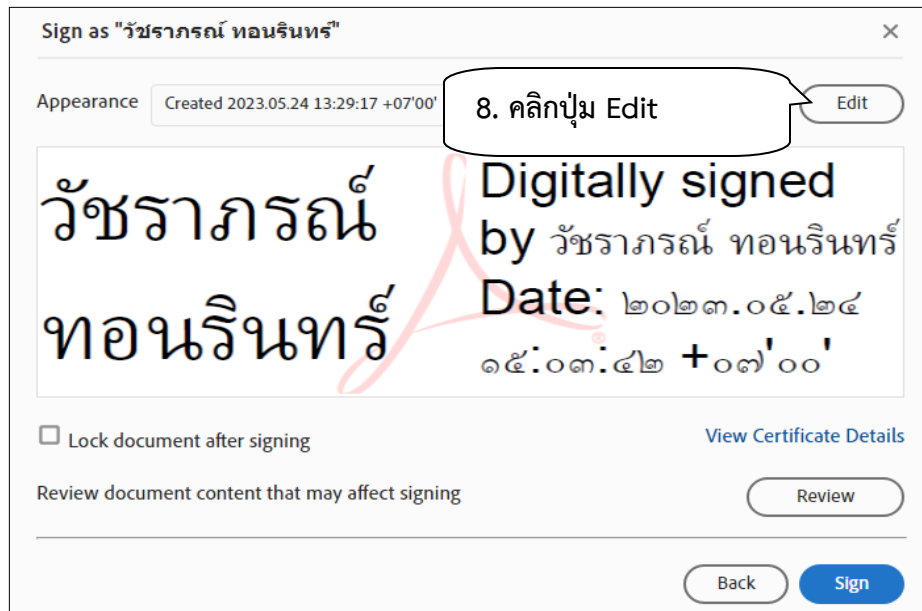 Sign as "วัชราภรณ์ ทอนรินทร์"
Appearance Created 2023.05.24 13:29:17 +07'00'
8. คลิกปุ่ม Edit
Edit
วัชราภรณ์
ทอนรินทร์
Digitally signed
by วัชราภรณ์ ทอนรินทร์
Date: ๒๐๒๓.๐๕.๒๔
๑๕:๐๓:๔๒ +๐๗'๐๐'
Lock document after signing
View Certificate Details
Review document content that may affect signing
Review
Back
Sign